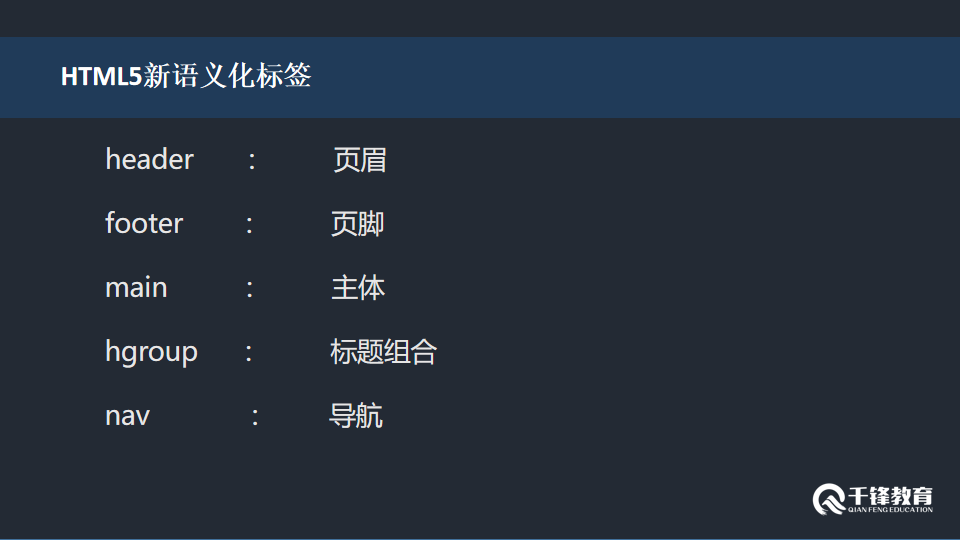 HTML5新语义化标签
header : 页眉
footer : 页脚
main : 主体
hgroup : 标题组合
nav : 导航
千锋教育
QIAN FENG EDUCATION